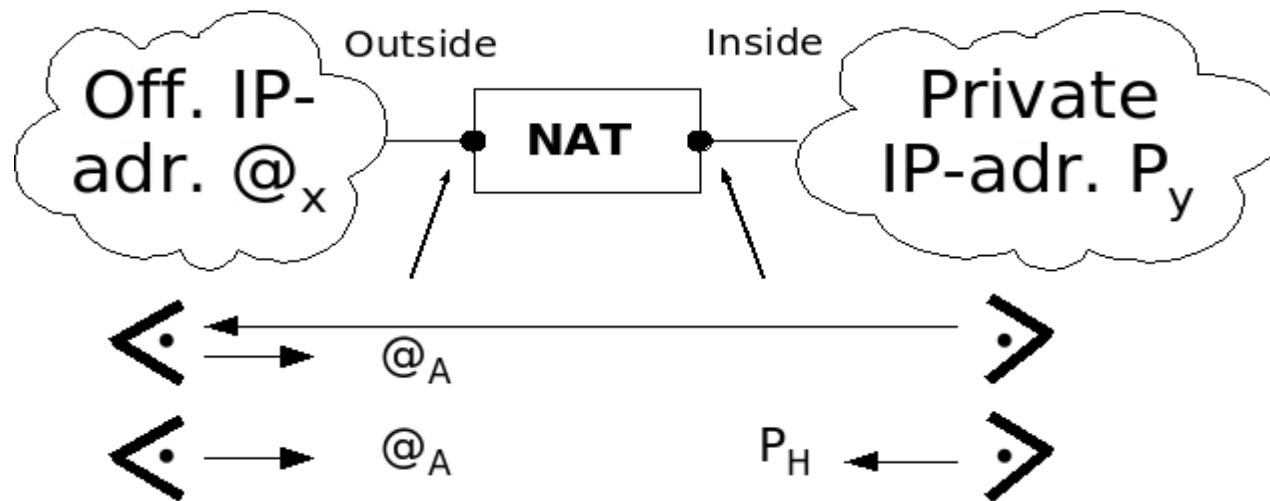 Outside
Inside
Off. IP-
adr. @x
NAT
Private
IP-adr. Py
@A
@A
PH